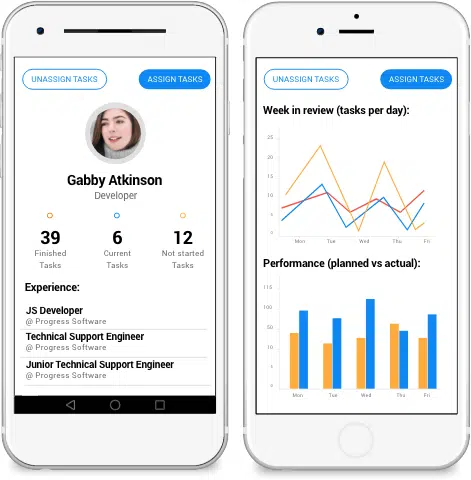 UNASSIGN TASKS
ASSIGN TASKS
Gabby Atkinson
Developer
39
6
12
Finished
Tasks
Current
Tasks
Not started
Tasks
Experience:
JS Developer
@ Progress Software
Technical Support Engineer
@ Progress Software
Junior Technical Support Engineer
@ Progress Software
UNASSIGN TASKS
ASSIGN TASKS
Week in review (tasks per day):
25
20
15
10
5
0
Mon Tue Wed Thu Fri
Performance (planned vs actual):
115
100
50
10
Mon Tue Wed Thu Fri